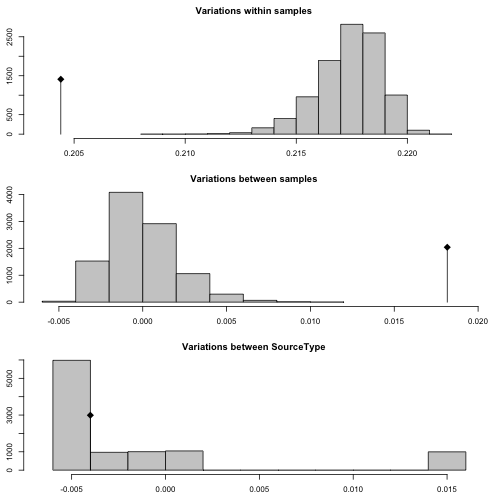 Variations within samples
2500
1500
500
0
0.205 0.210 0.215 0.220
Variations between samples
4000
3000
2000
1000
0
-0.005 0.000 0.005 0.010 0.015 0.020
Variations between SourceType
5000
3000
1000
0
-0.005 0.000 0.005 0.010 0.015